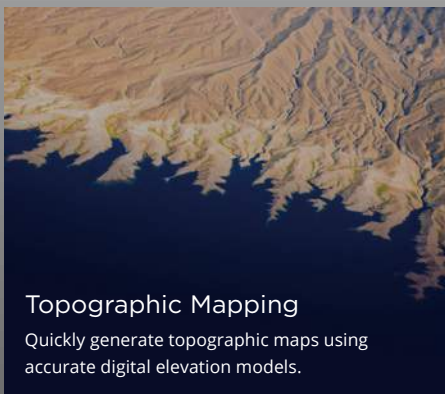 Topographic Mapping
Quickly generate topographic maps using
accurate digital elevation models.